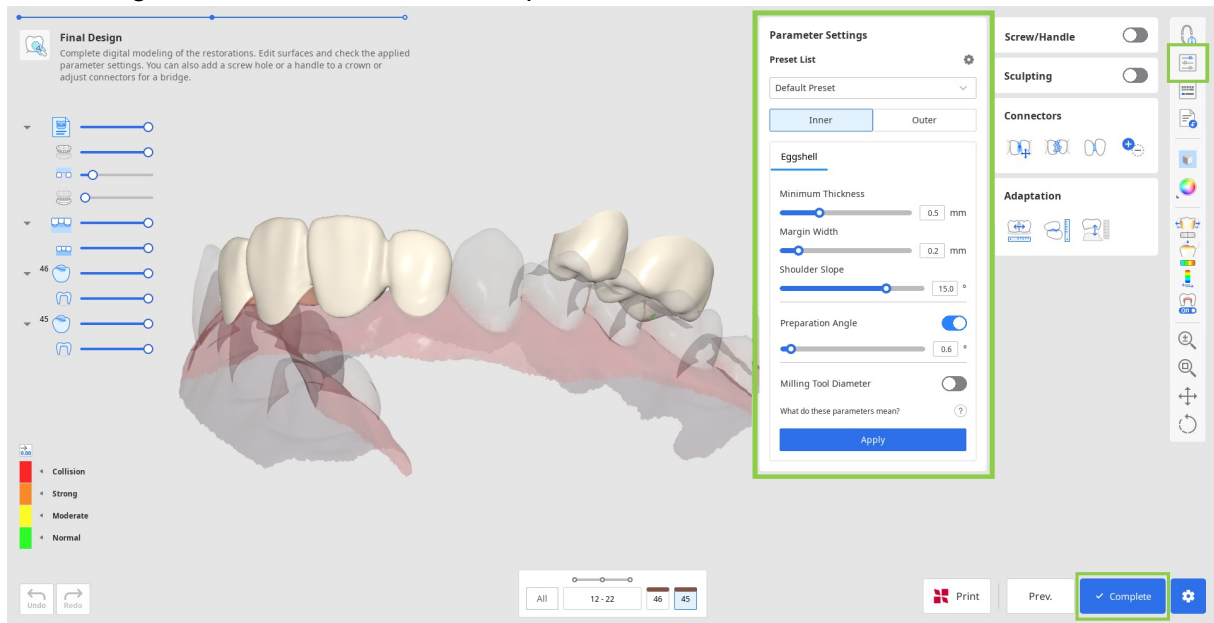 Final Design
Complete digital modeling of the restorations. Edit surfaces and check the applied
parameter settings. You can also add a screw hole or a handle to a crown or
adjust connectors for a bridge.
46
45
0.00
Collision
Strong
Moderate
Normal
Undo
Redo
All
12 - 22
46
45
Parameter Settings
Preset List
Default Preset
Inner
Outer
Eggshell
Minimum Thickness
0.5 mm
Margin Width
0.2 mm
Shoulder Slope
15.0 °
Preparation Angle
0.6 °
Milling Tool Diameter
What do these parameters mean? ?
Apply
Screw/Handle
Sculpting
Connectors
Adaptation
ON
Print
Prev.
Complete